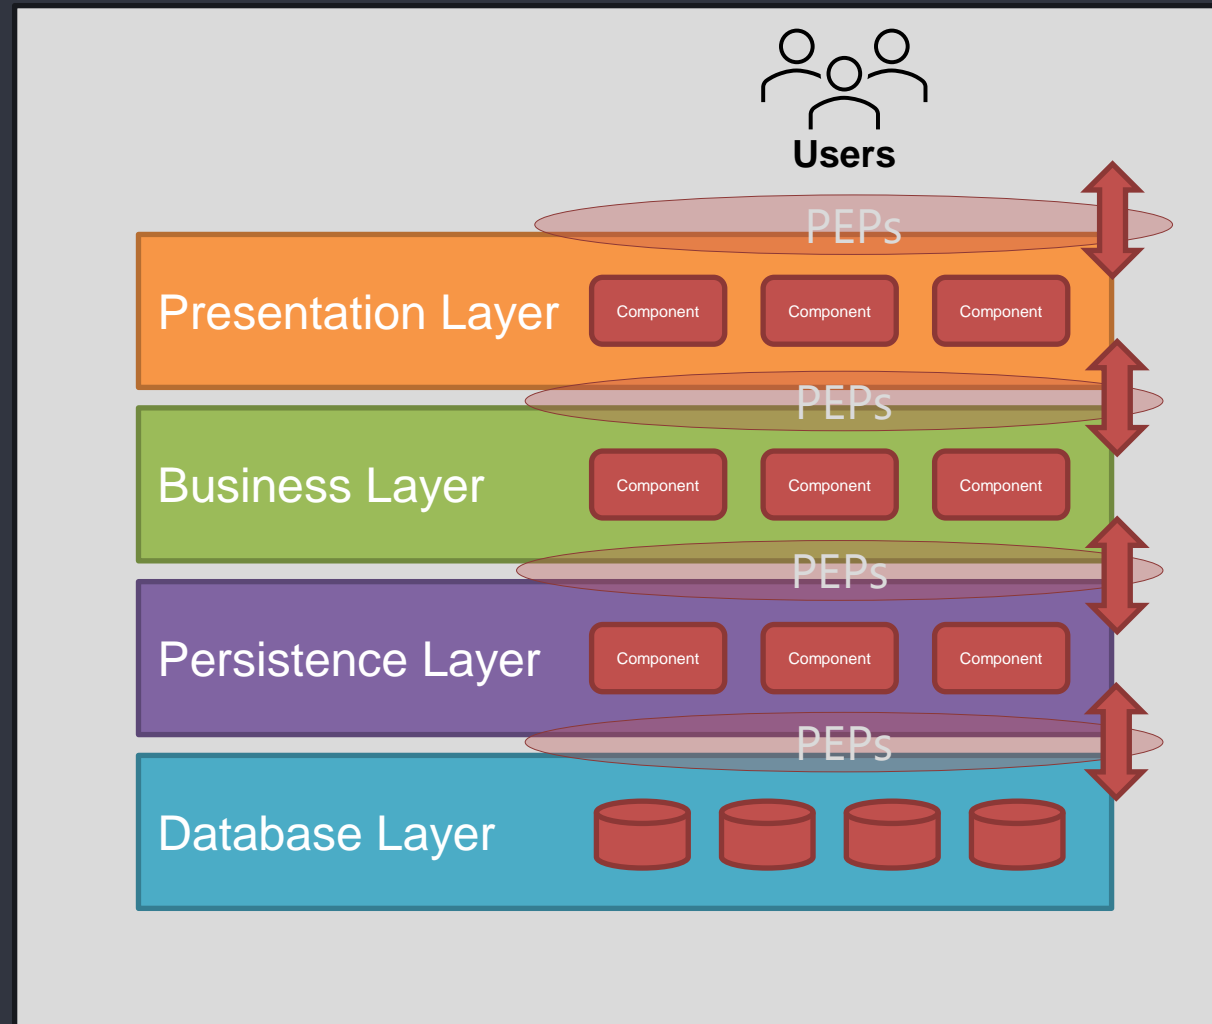 Users
PEPs
Presentation Layer
Component
Component
Component
PEPs
Business Layer
Component
Component
Component
PEPs
Persistence Layer
Component
Component
Component
PEPs
Database Layer